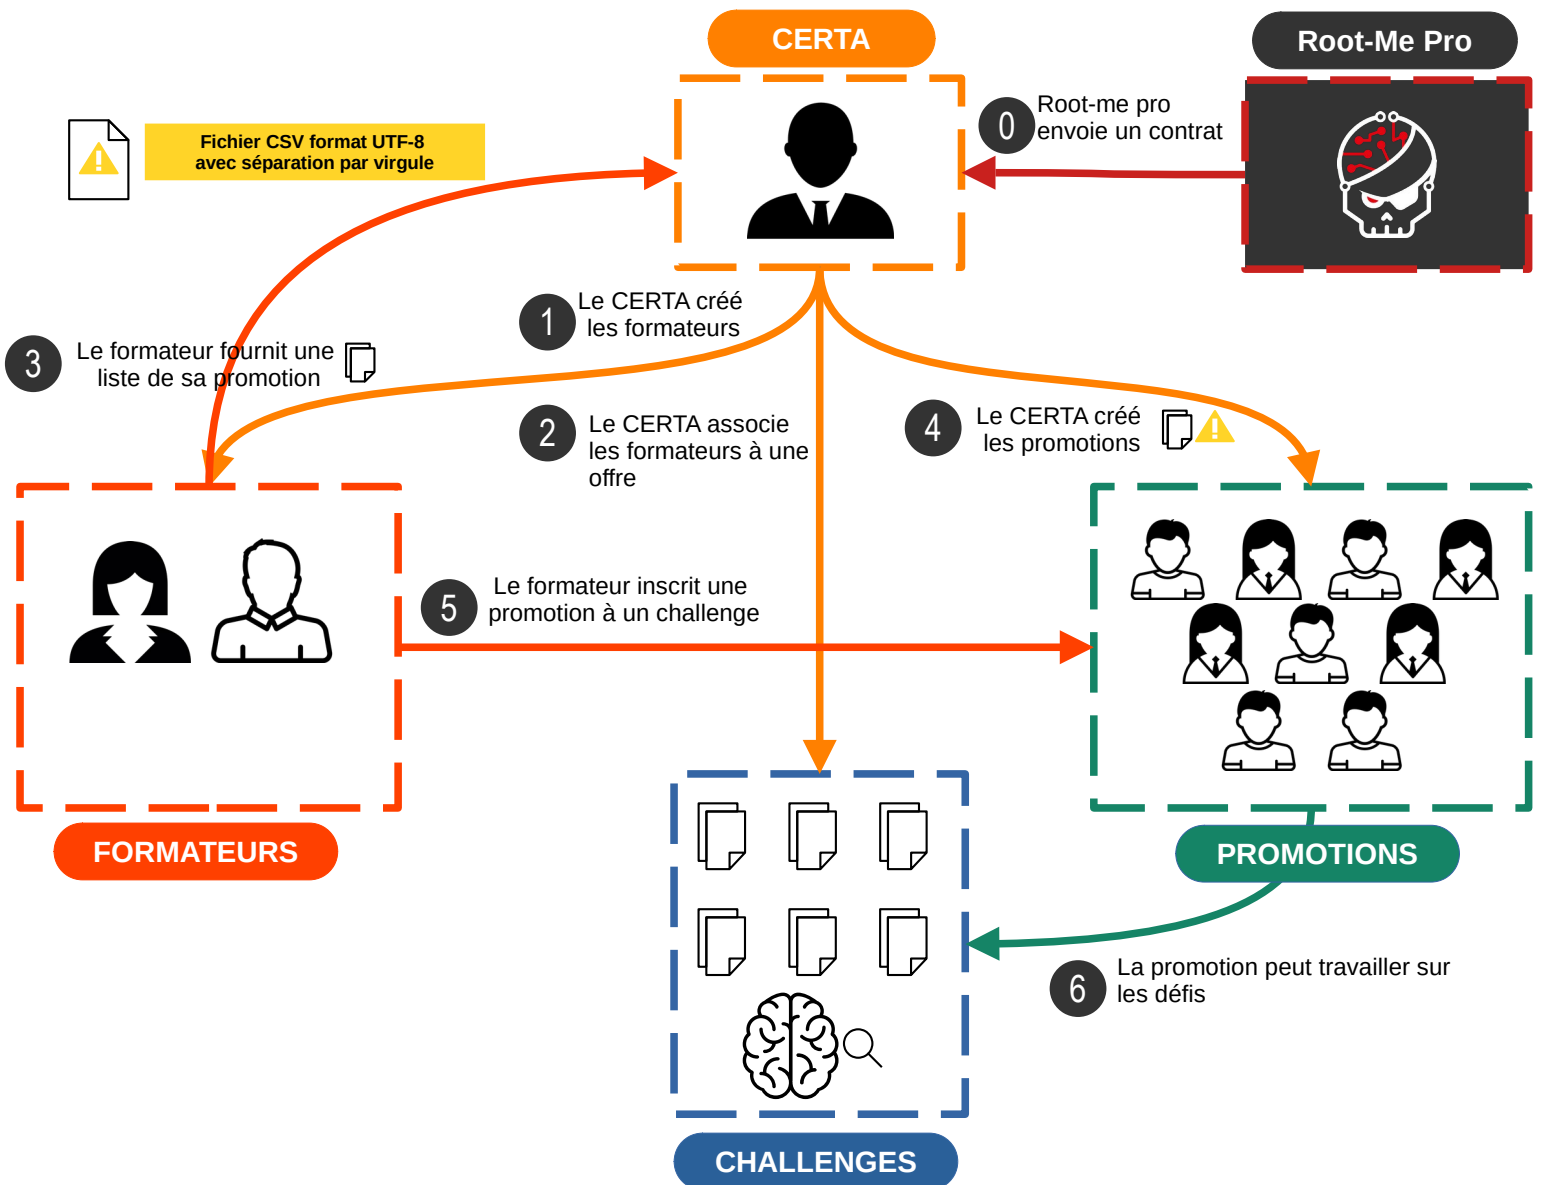 CERTA
Root-Me Pro
0
Root-me pro
envoie un contrat
Fichier CSV format UTF-8
avec séparation par virgule
1
Le CERTA créé
les formateurs
3
Le formateur fournit une
liste de sa promotion
2
Le CERTA associe
les formateurs à une
offre
4
Le CERTA créé
les promotions
5
Le formateur inscrit une
promotion à un challenge
FORMATEURS
PROMOTIONS
6
La promotion peut travailler sur
les défis
CHALLENGES